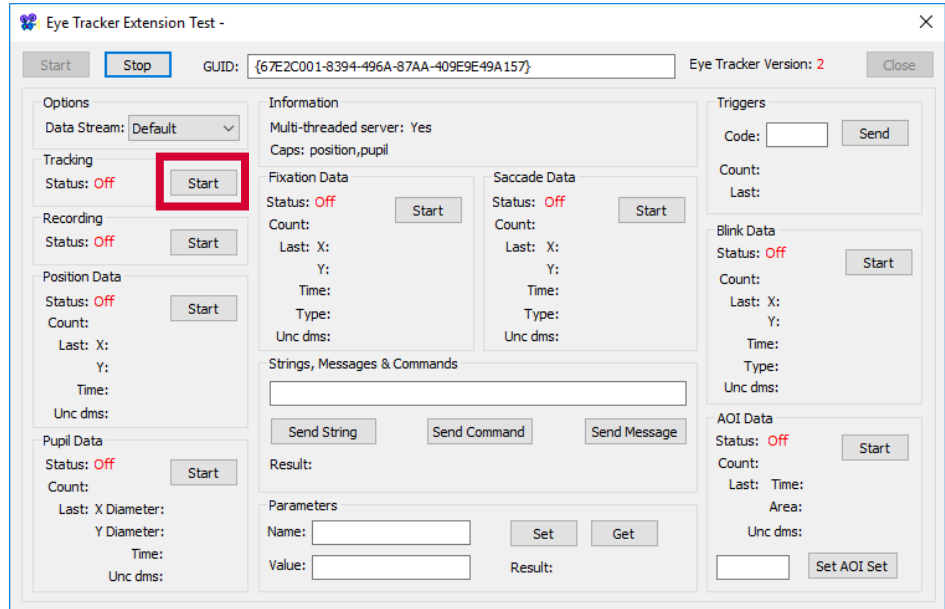 Eye Tracker Extension Test -
Start Stop GUID: {67E2C001-8394-496A-87AA-409E9E49A157} Eye Tracker Version: 2 Close
Options
Data Stream: Default
Tracking
Status: Off Start
Recording
Status: Off Start
Position Data
Status: Off Start
Count:
Last: X:
Y:
Time:
Unc dms:
Pupil Data
Status: Off Start
Count:
Last: X Diameter:
Y Diameter:
Time:
Unc dms:
Information
Multi-threaded server: Yes
Caps: position,pupil
Fixation Data
Status: Off Start
Count:
Last: X:
Y:
Time:
Type:
Unc dms:
Saccade Data
Status: Off Start
Count:
Last: X:
Y:
Time:
Type:
Unc dms:
Strings, Messages & Commands
Send String Send Command Send Message
Result:
Parameters
Name: Set Get
Value: Result:
Triggers
Code: Send
Count:
Last:
Blink Data
Status: Off Start
Count:
Last: X:
Y:
Time:
Type:
Unc dms:
AOI Data
Status: Off Start
Count:
Last: Time:
Area:
Unc dms:
Set AOI Set